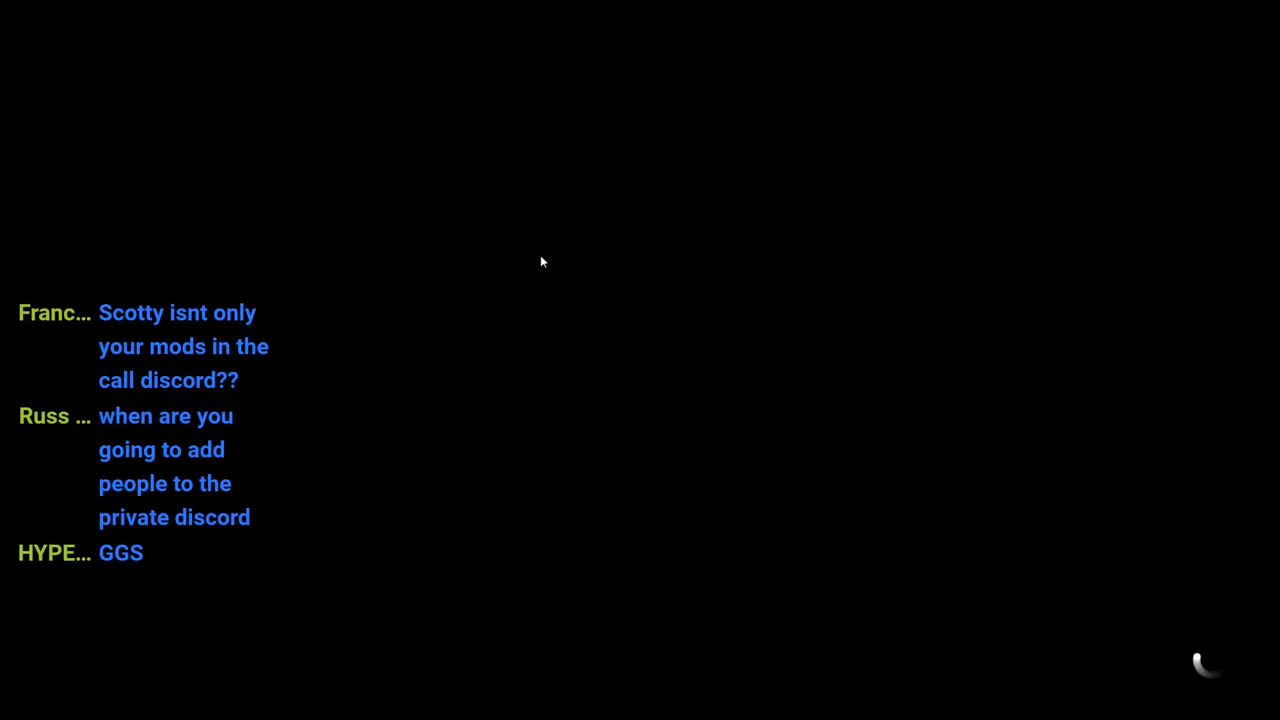 Franc... Scotty isnt only
your mods in the
call discord??
Russ ... when are you
going to add
people to the
private discord
HYPE... GGS